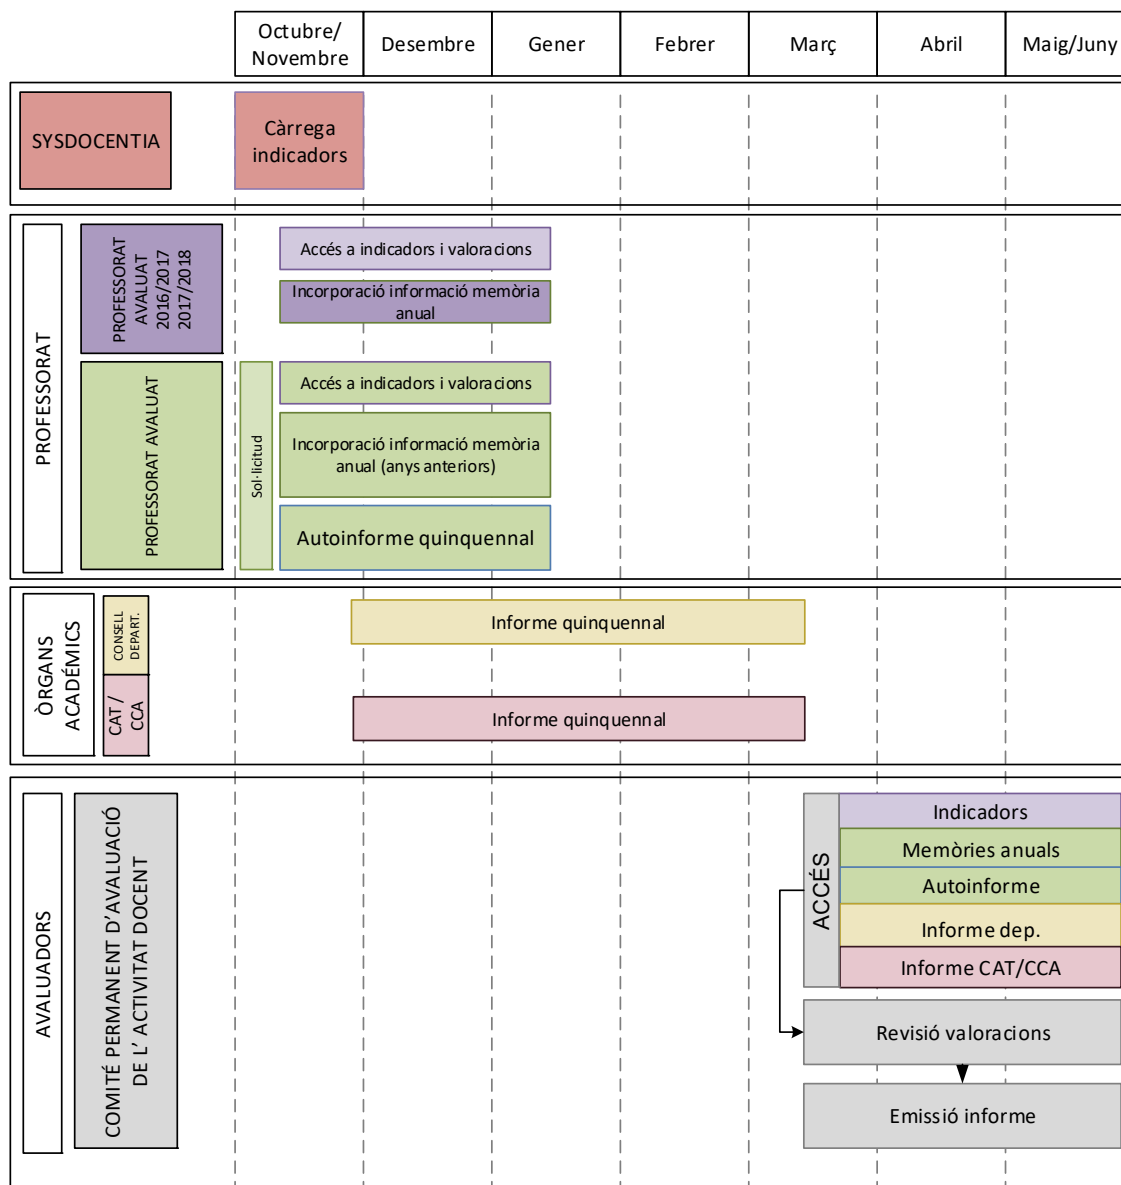 Octubre/
Novembre
Desembre
Gener
Febrer
Març
Abril
Maig/Juny
SYSDOCENTIA
Càrrega
indicadors
PROFESSORAT
PROFESSORAT
AVALUAT
2016/2017
2017/2018
Accés a indicadors i valoracions
Incorporació informació memòria
anual
PROFESSORAT AVALUAT
Sol·licitud
Accés a indicadors i valoracions
Incorporació informació memòria
anual (anys anteriors)
Autoinforme quinquennal
ÒRGANS
ACADÉMICS
CONSELL
DEPART.
Informe quinquennal
CAT /
CCA
Informe quinquennal
AVALUADORS
COMITÉ PERMANENT D'AVALUACIÓ
DE L' ACTIVITAT DOCENT
ACCÉS
Indicadors
Memòries anuals
Autoinforme
Informe dep.
Informe CAT/CCA
Revisió valoracions
Emissió informe